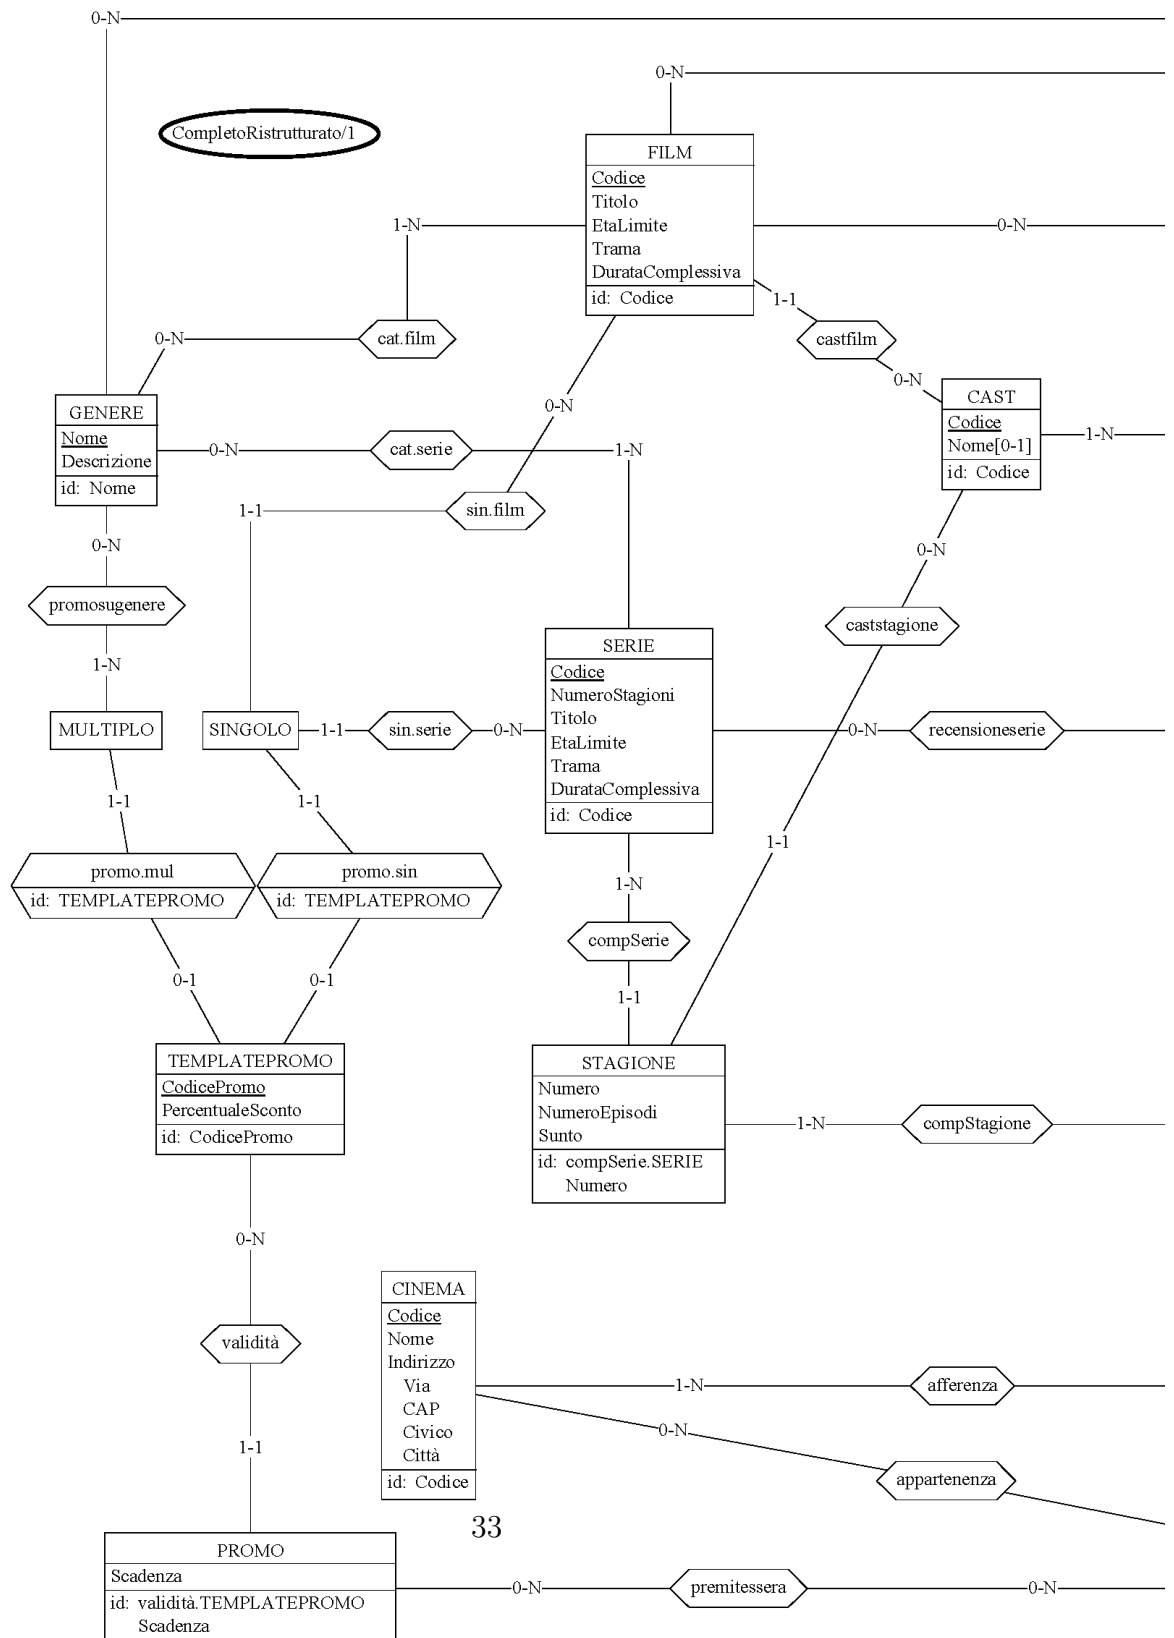 0-N
0-N
CompletoRistrutturato/1
FILM
Codice
Titolo
EtaLimite
Trama
DurataComplessiva
id: Codice
1-N
0-N
1-1
0-N
cat.film
0-N
castfilm
0-N
0-N
CAST
Codice
Nome[0-1]
id: Codice
1-N
GENERE
Nome
Descrizione
id: Nome
0-N
cat.serie
1-N
1-1
sin.film
0-N
0-N
promosugenere
caststagione
1-N
SERIE
Codice
NumeroStagioni
Titolo
EtaLimite
Trama
DurataComplessiva
id: Codice
MULTIPLO
SINGOLO
1-1
sin.serie
0-N
0-N
recensioneserie
1-1
1-1
1-1
promo.mul
id: TEMPLATEPROMO
promo.sin
id: TEMPLATEPROMO
1-N
compSerie
0-1
0-1
1-1
TEMPLATEPROMO
CodicePromo
PercentualeSconto
id: CodicePromo
STAGIONE
Numero
NumeroEpisodi
Sunto
id: compSerie.SERIE
Numero
1-N
compStagione
0-N
CINEMA
Codice
Nome
Indirizzo
Via
CAP
Civico
Città
id: Codice
validità
1-N
afferenza
0-N
appartenenza
1-1
33
PROMO
Scadenza
id: validità.TEMPLATEPROMO
Scadenza
0-N
premitessera
0-N